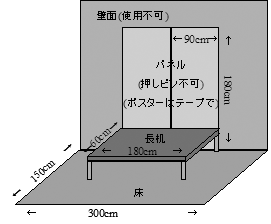 壁面(使用不可)
90cm
パネル
(押しピン不可)
(ポスターはテープで)
180cm
60cm
長机
180cm
150cm
床
300cm